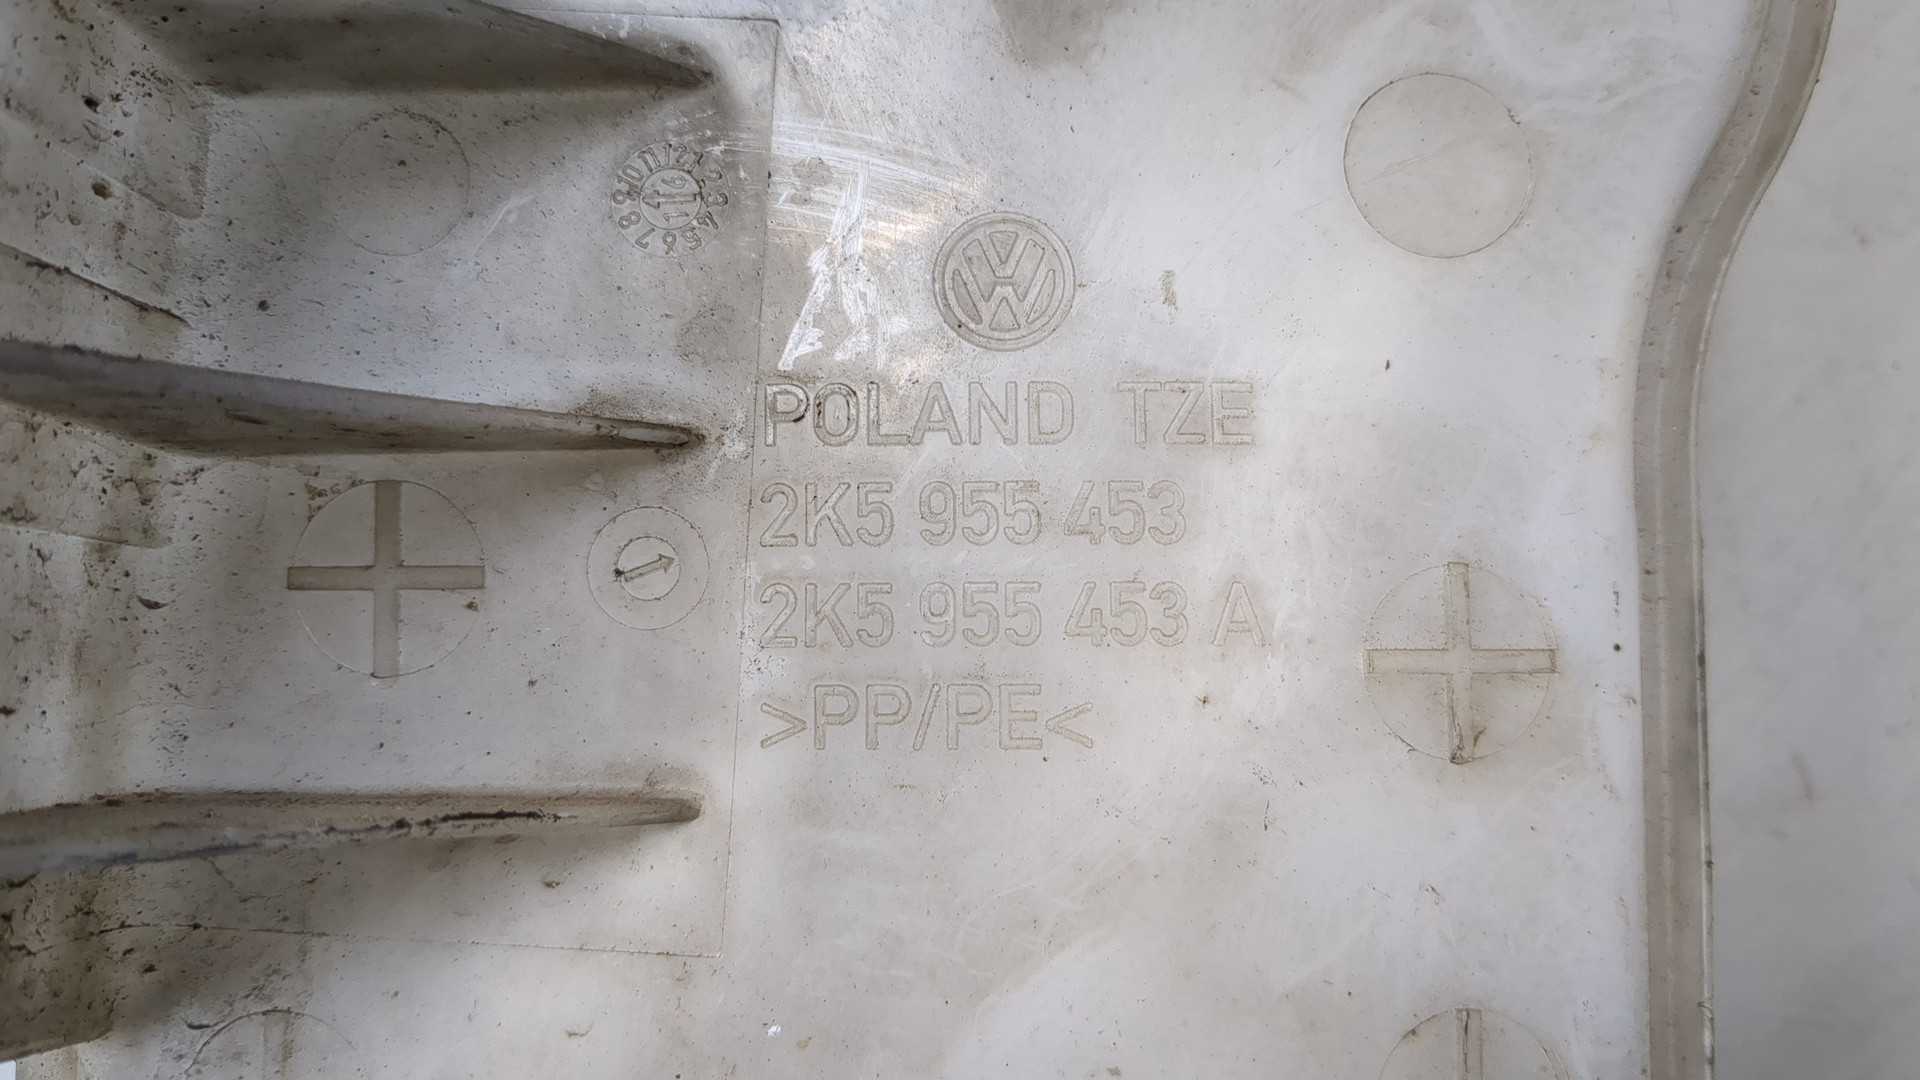 POLAND TZE
2K5 955 453
2K5 955 453 A
>PP/PE<